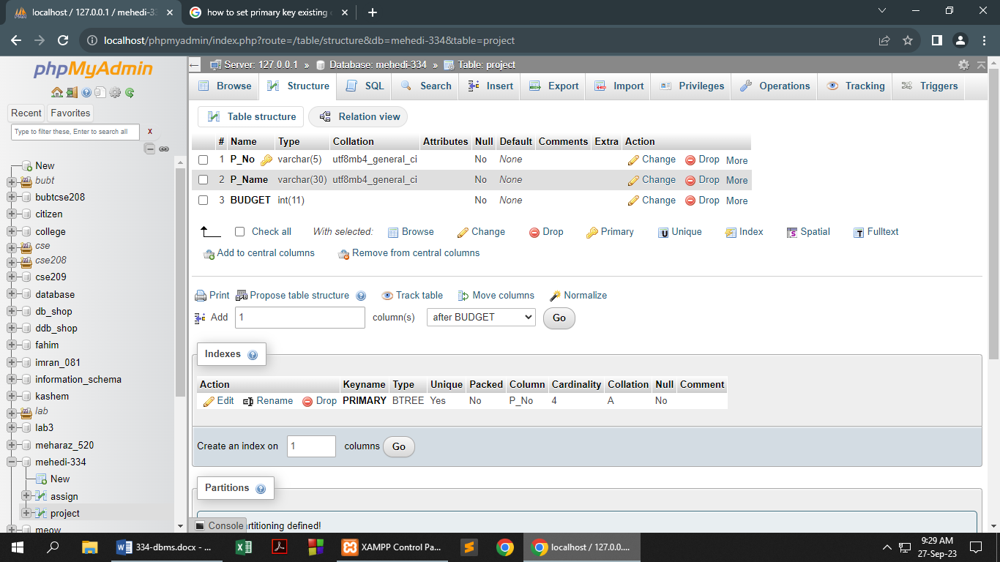 localhost / 127.0.0.1 / mehedi-33
how to set primary key existing
localhost/phpmyadmin/index.php?route=/table/structure&db=mehedi-334&table=project
phpMyAdmin
Recent Favorites
Type to filter these, Enter to search all X
New
bubt
bubtcse208
citizen
college
cse
cse208
cse209
database
db_shop
ddb_shop
fahim
imran_081
information_schema
kashem
lab
lab3
meharaz_520
mehedi-334
New
assign
project
meow
Server: 127.0.0.1 » Database: mehedi-334 » Table: project
Browse Structure SQL Search Insert Export Import Privileges Operations Tracking Triggers
Table structure Relation view
# Name Type Collation Attributes Null Default Comments Extra Action
1 P_No varchar(5) utf8mb4_general_ci No None Change Drop More
2 P_Name varchar(30) utf8mb4_general_ci No None Change Drop More
3 BUDGET int(11) No None Change Drop More
Check all With selected: Browse Change Drop Primary Unique Index Spatial Fulltext
Add to central columns Remove from central columns
Print Propose table structure Track table Move columns Normalize
Add 1 column(s) after BUDGET Go
Indexes
Action Keyname Type Unique Packed Column Cardinality Collation Null Comment
Edit Rename Drop PRIMARY BTREE Yes No P_No 4 A No
Create an index on 1 columns Go
Partitions
Console rtitioning defined!
334-dbms.docx - ... XAMPP Control Pa... localhost / 127.0.0....
9:29 AM
27-Sep-23